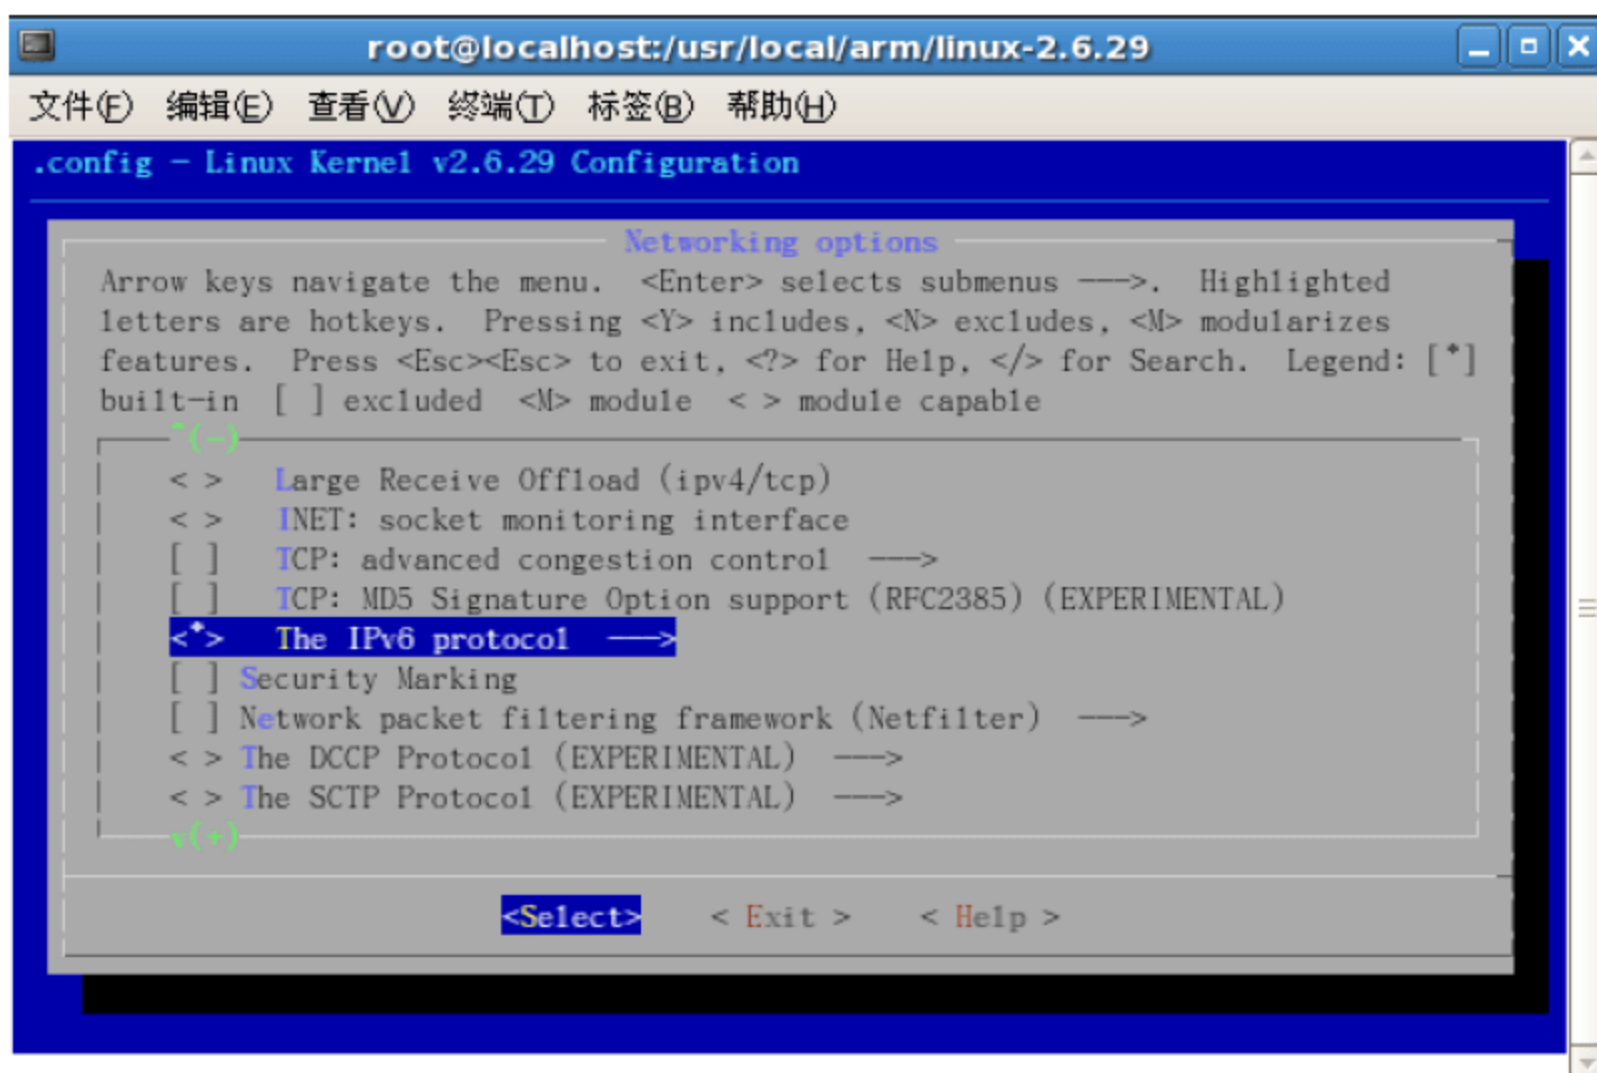 root@localhost:/usr/local/arm/linux-2.6.29
文件(F) 编辑(E) 查看(V) 终端(T) 标签(B) 帮助(H)
.config - Linux Kernel v2.6.29 Configuration
Networking options
Arrow keys navigate the menu.  <Enter> selects submenus --->.  Highlighted
letters are hotkeys.  Pressing <Y> includes, <N> excludes, <M> modularizes
features.  Press <Esc><Esc> to exit, <?> for Help, </> for Search.  Legend: [*]
built-in  [ ] excluded  <M> module  < > module capable
^(-)
< >   Large Receive Offload (ipv4/tcp)
< >   INET: socket monitoring interface
[ ]   TCP: advanced congestion control  --->
[ ]   TCP: MD5 Signature Option support (RFC2385) (EXPERIMENTAL)
<*>   The IPv6 protocol  --->
[ ] Security Marking
[ ] Network packet filtering framework (Netfilter)  --->
< > The DCCP Protocol (EXPERIMENTAL)  --->
< > The SCTP Protocol (EXPERIMENTAL)  --->
v(+)
<Select>    < Exit >    < Help >